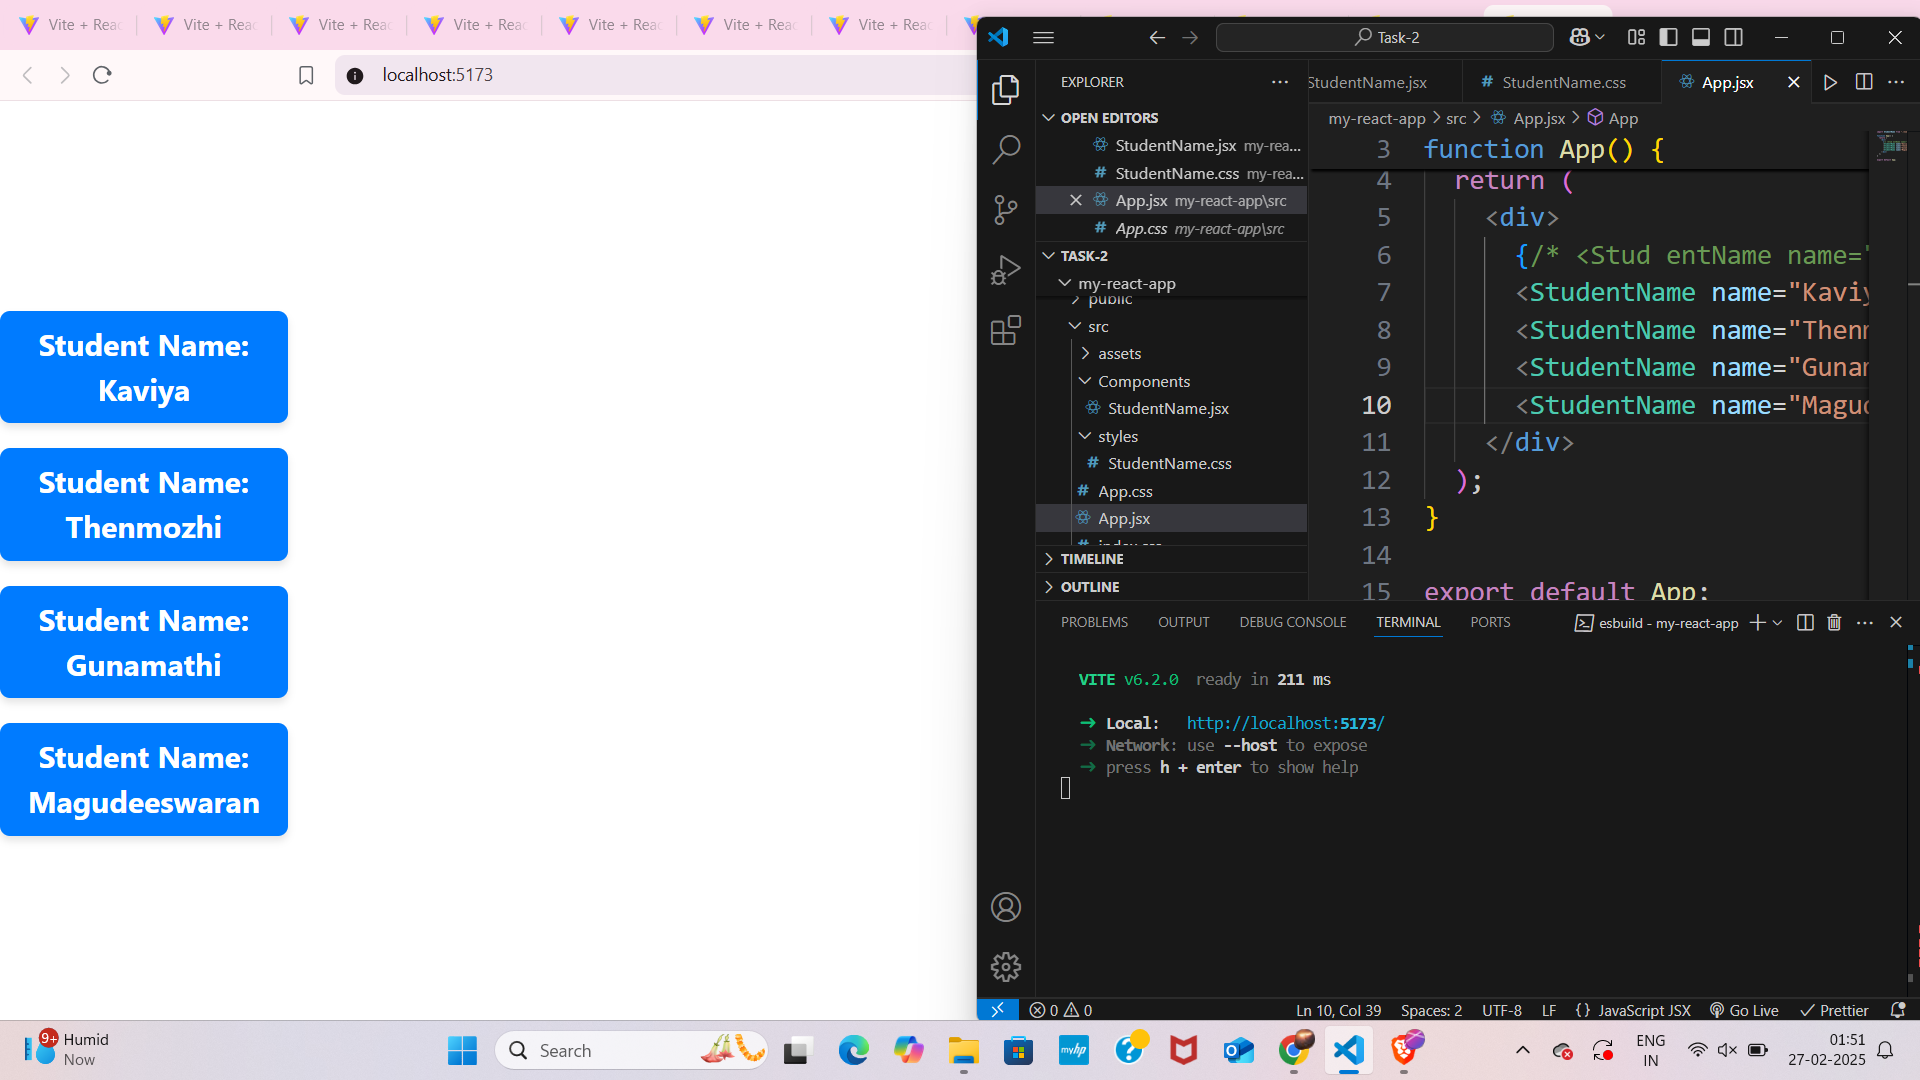 Vite + Reac
Vite + Reac
Vite + Reac
Vite + Reac
Vite + Reac
Vite + Reac
Vite + Reac
localhost:5173
Student Name:
Kaviya
Student Name:
Thenmozhi
Student Name:
Gunamathi
Student Name:
Magudeeswaran
Task-2
EXPLORER
OPEN EDITORS
StudentName.jsx my-rea...
StudentName.css my-rea...
App.jsx my-react-app\src
App.css my-react-app\src
TASK-2
my-react-app
public
src
assets
Components
StudentName.jsx
styles
StudentName.css
App.css
App.jsx
index.css
TIMELINE
OUTLINE
StudentName.jsx
StudentName.css
App.jsx
my-react-app > src > App.jsx > App
3 function App() {
4 return (
5 <div>
6 {/* <Stud entName name="
7 <StudentName name="Kaviy
8 <StudentName name="Thenm
9 <StudentName name="Gunam
10 <StudentName name="Magud
11 </div>
12 );
13 }
14
15 export default App;
PROBLEMS OUTPUT DEBUG CONSOLE TERMINAL PORTS
esbuild - my-react-app
VITE v6.2.0 ready in 211 ms
➜ Local: http://localhost:5173/
➜ Network: use --host to expose
➜ press h + enter to show help
0 0
Ln 10, Col 39 Spaces: 2 UTF-8 LF {} JavaScript JSX Go Live Prettier
9+
Humid
Now
Search
myhp
ENG
IN
01:51
27-02-2025